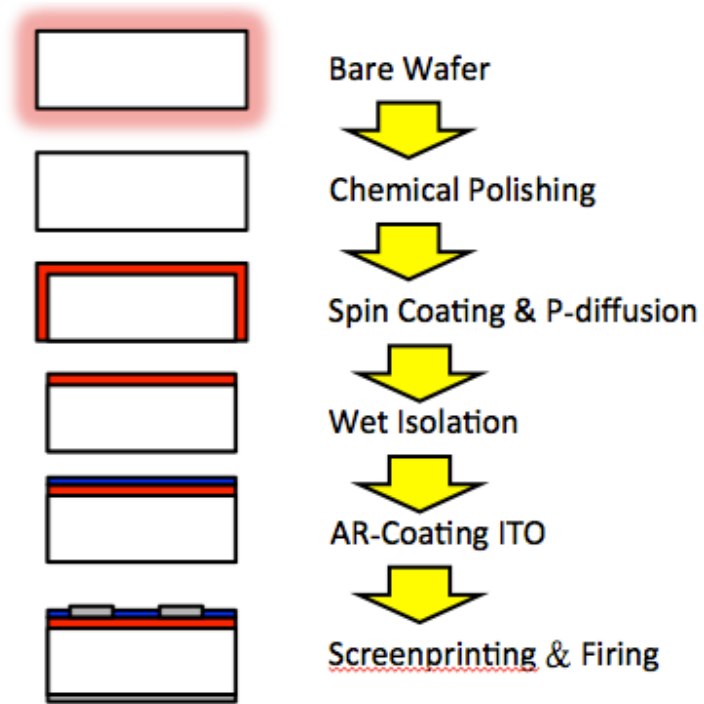 Bare Wafer
Chemical Polishing
Spin Coating & P-diffusion
Wet Isolation
AR-Coating ITO
Screenprinting & Firing